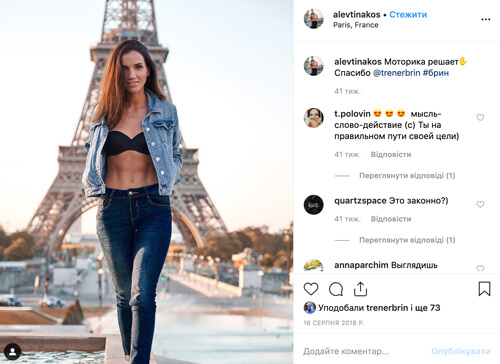 alevtinakos • Стежити
Paris, France
alevtinakos Моторика решает✋
Спасибо @trenerbrin #брин
41 тиж.
t.polovin 😍 😍 😍 мысль-
слово-действие (с) Ты на
правильном пути своей цели)
41 тиж. Відповісти
Переглянути відповіді (1)
quartzspace Это законно?)
41 тиж. Відповісти
Переглянути відповіді (1)
annaparchim Выглядишь
Уподобали trenerbrin і ще 73
16 СЕРПНЯ 2018 Р.
Додайте коментар...
Опублікувати